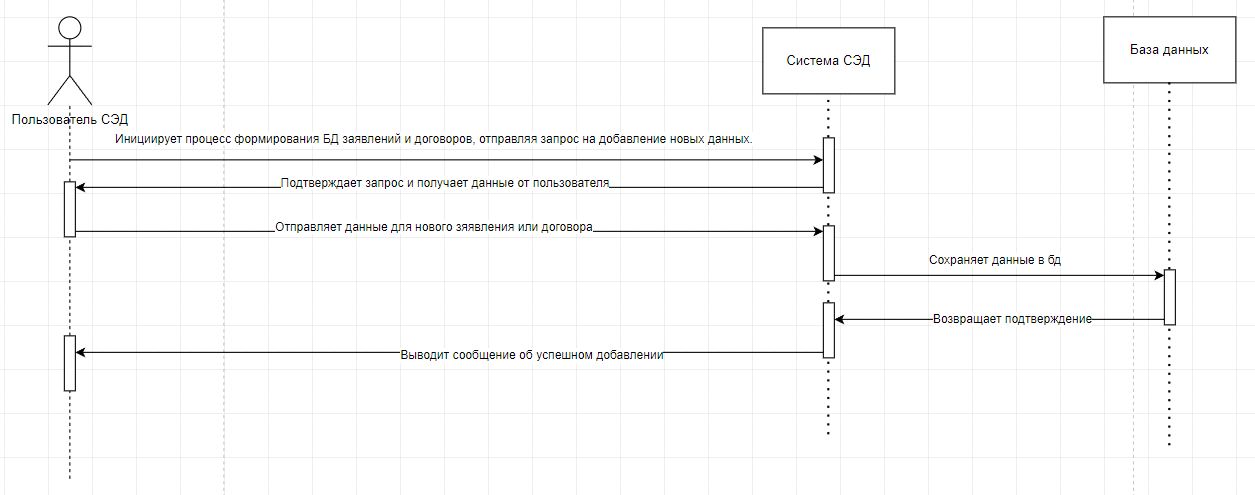 Система СЭД
База данных
Пользователь СЭД
Инициирует процесс формирования БД заявлений и договоров, отправляя запрос на добавление новых данных.
Подтверждает запрос и получает данные от пользователя
Отправляет данные для нового зяявления или договора
Сохраняет данные в бд
Возвращает подтверждение
Выводит сообщение об успешном добавлении